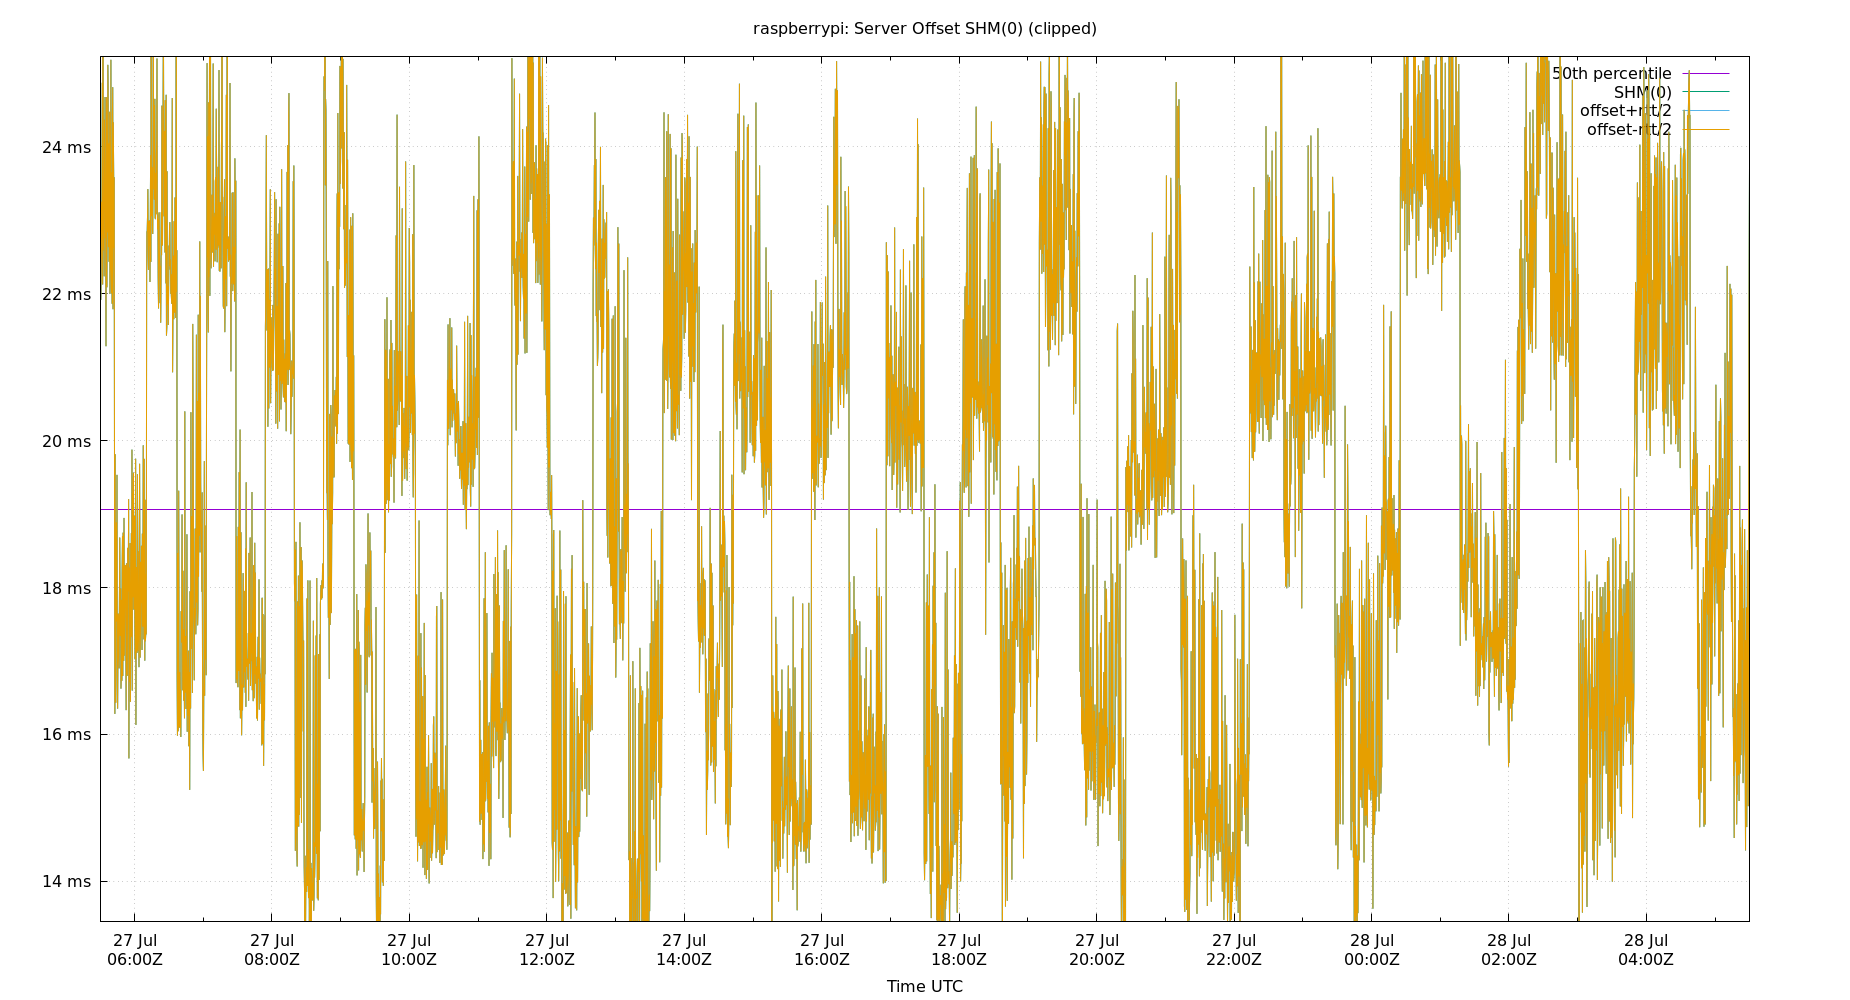 raspberrypi: Server Offset SHM(0) (clipped)
50th percentile
SHM(0)
offset+rtt/2
offset-rtt/2
24 ms
22 ms
20 ms
18 ms
16 ms
14 ms
27 Jul 27 Jul 27 Jul 27 Jul 27 Jul 27 Jul 27 Jul 27 Jul 27 Jul 28 Jul 28 Jul 28 Jul
06:00Z 08:00Z 10:00Z 12:00Z 14:00Z 16:00Z 18:00Z 20:00Z 22:00Z 00:00Z 02:00Z 04:00Z
Time UTC